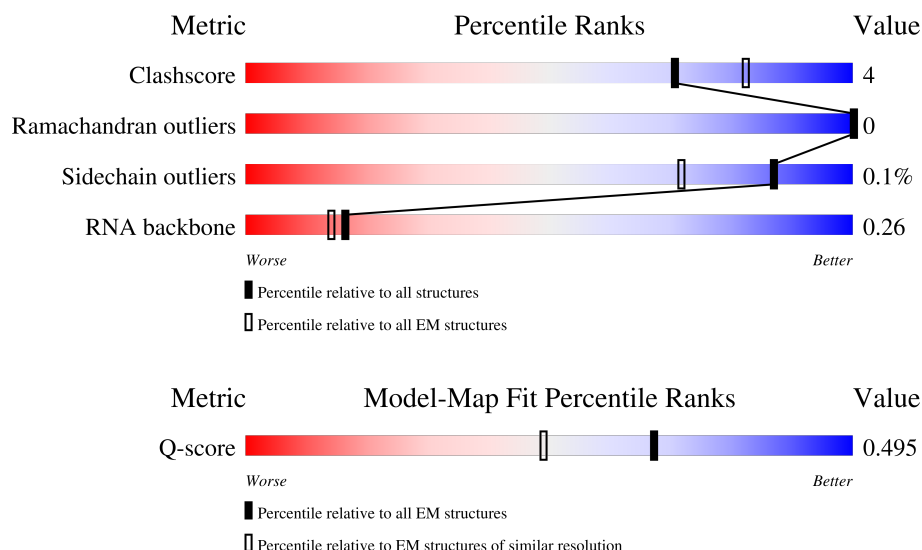 Metric Percentile Ranks Value
Clashscore 4
Ramachandran outliers 0
Sidechain outliers 0.1%
RNA backbone 0.26
Worse Better
Percentile relative to all structures
Percentile relative to all EM structures
Metric Model-Map Fit Percentile Ranks Value
Q-score 0.495
Worse Better
Percentile relative to all EM structures
Percentile relative to EM structures of similar resolution